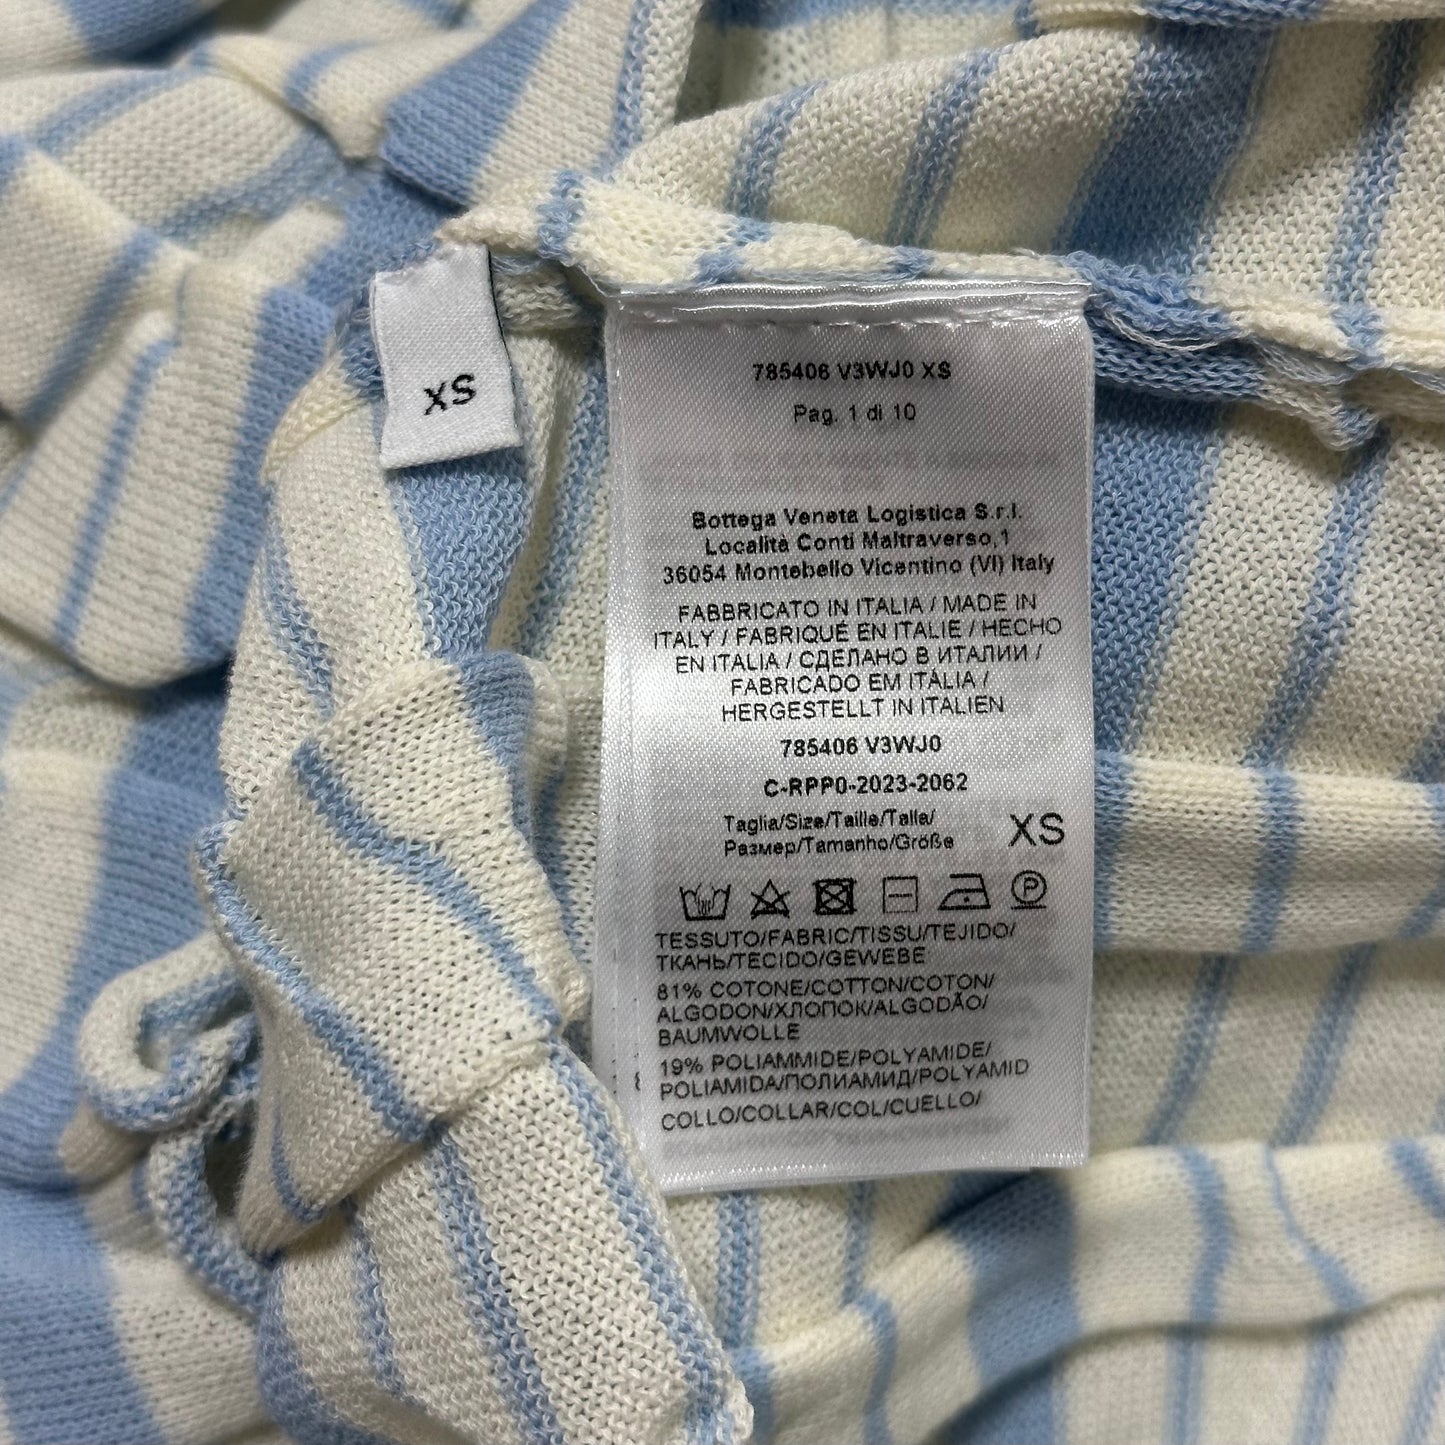 XS
785406 V3WJ0 XS
Pag. 1 di 10
Bottega Veneta Logistica S.r.l.
Località Conti Maltraverso,1
36054 Montebello Vicentino (VI) Italy
FABBRICATO IN ITALIA / MADE IN
ITALY / FABRIQUÉ EN ITALIE / HECHO
EN ITALIA / СДЕЛАНО В ИТАЛИИ /
FABRICADO EM ITÁLIA /
HERGESTELLT IN ITALIEN
785406 V3WJ0
C-RPP0-2023-2062
Taglia/Size/Taille/Talla/
Размер/Tamanho/Größe XS
P
TESSUTO/FABRIC/TISSU/TEJIDO/
ТКАНЬ/TECIDO/GEWEBE
81% COTONE/COTTON/COTON/
ALGODON/ХЛОПОК/ALGODÃO/
BAUMWOLLE
19% POLIAMMIDE/POLYAMIDE/
POLIAMIDA/ПОЛИАМИД/POLYAMID
COLLO/COLLAR/COL/CUELLO/